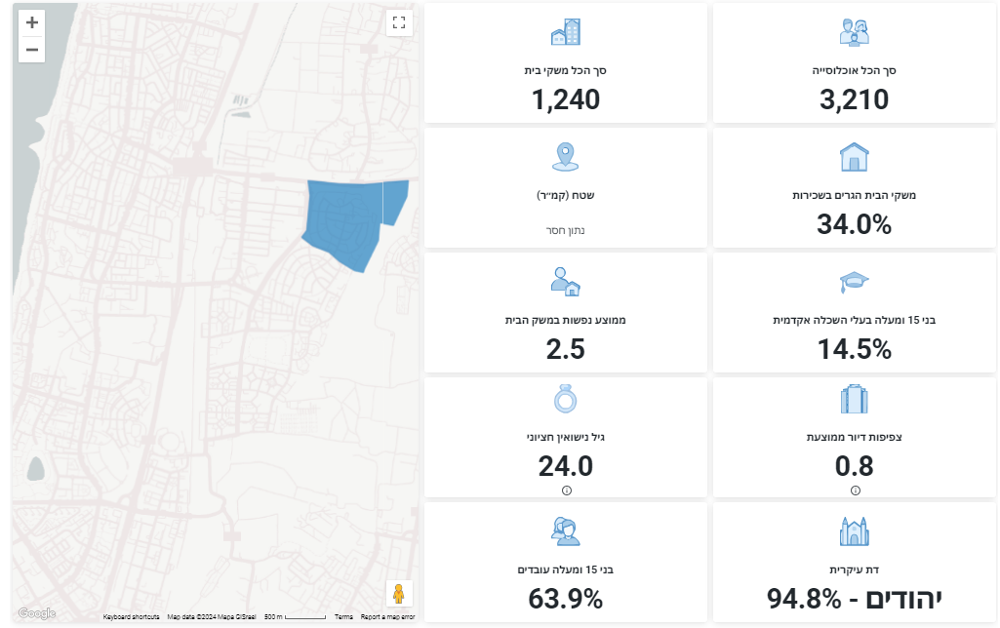 סך הכל אוכלוסייה
3,210
סך הכל משקי בית
1,240
משקי הבית הגרים בשכירות
34.0%
שטח (קמ״ר)
נתון חסר
בני 15 ומעלה בעלי השכלה אקדמית
14.5%
ממוצע נפשות במשק הבית
2.5
צפיפות דיור ממוצעת
0.8
גיל נישואין חציוני
24.0
דת עיקרית
יהודים - 94.8%
בני 15 ומעלה עובדים
63.9%
Google
Keyboard shortcuts Map data ©2024 Mapa GISrael 500 m Terms Report a map error